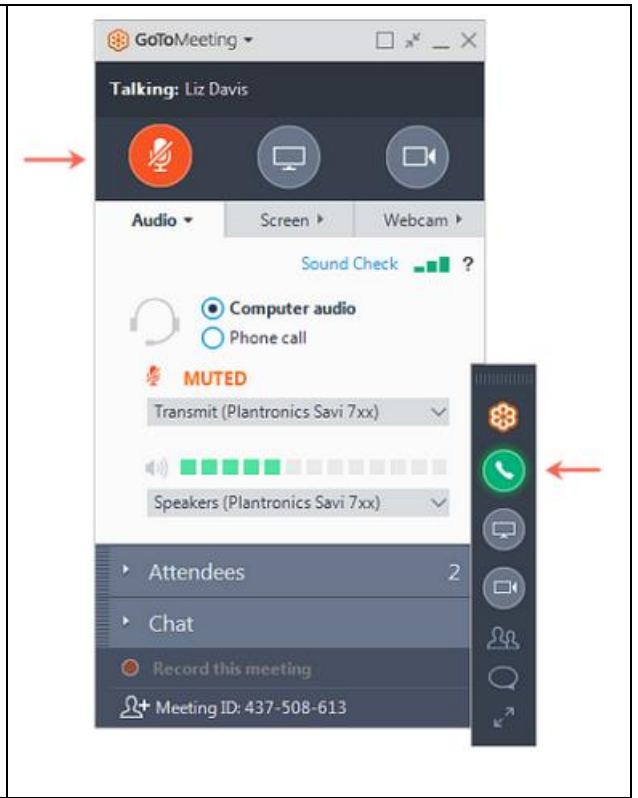 GoToMeeting
Talking: Liz Davis
Audio Screen Webcam
Sound Check ?
Computer audio
Phone call
MUTED
Transmit (Plantronics Savi 7xx)
Speakers (Plantronics Savi 7xx)
Attendees 2
Chat
Record this meeting
Meeting ID: 437-508-613